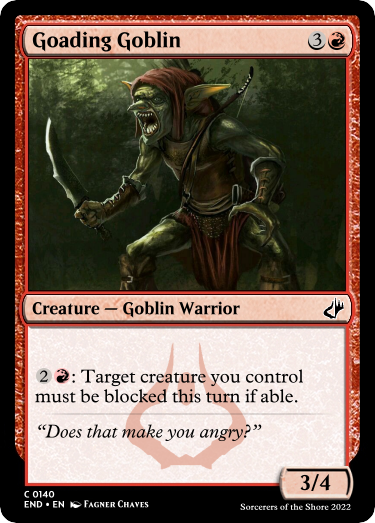 Goading Goblin 3
Creature — Goblin Warrior
2 : Target creature you control
must be blocked this turn if able.
“Does that make you angry?”
3/4
C 0140
END • EN Fagner Chaves
Sorcerers of the Shore 2022